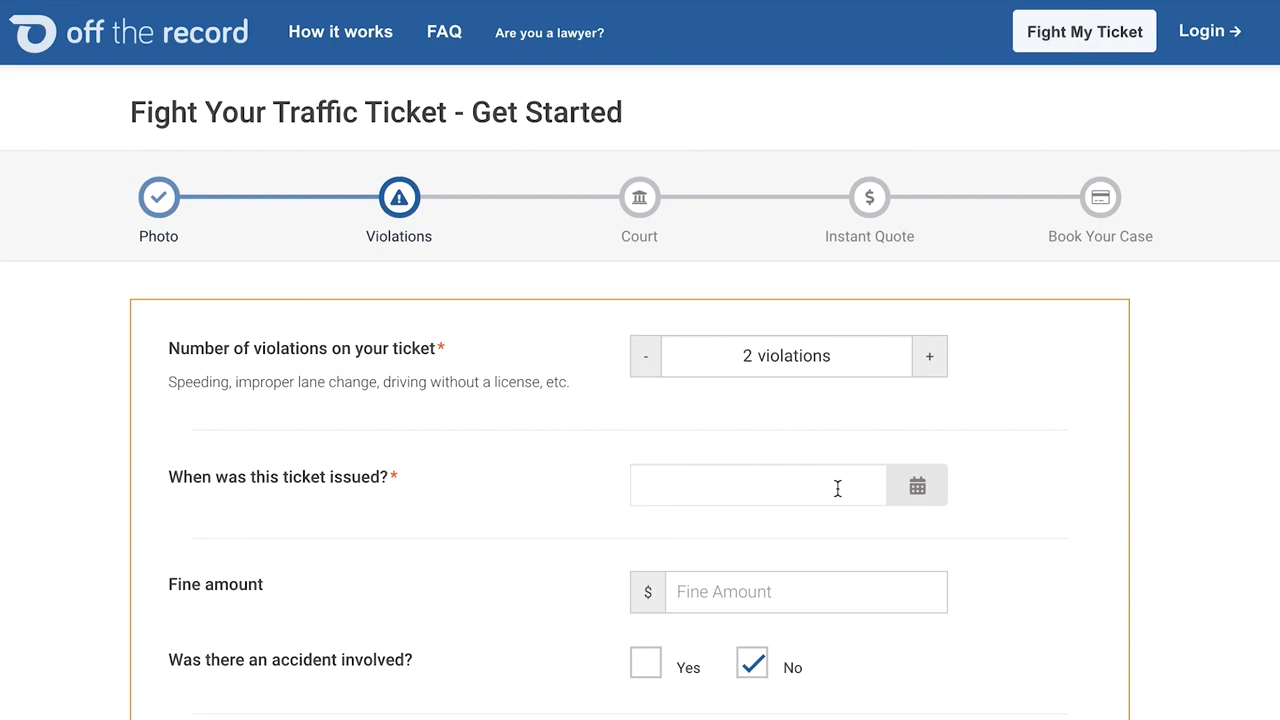 off the record
How it works
FAQ
Are you a lawyer?
Fight My Ticket
Login →
Fight Your Traffic Ticket - Get Started
Photo
Violations
Court
Instant Quote
Book Your Case
Number of violations on your ticket*
- 2 violations +
Speeding, improper lane change, driving without a license, etc.
When was this ticket issued?*
Fine amount
$ Fine Amount
Was there an accident involved?
Yes
No